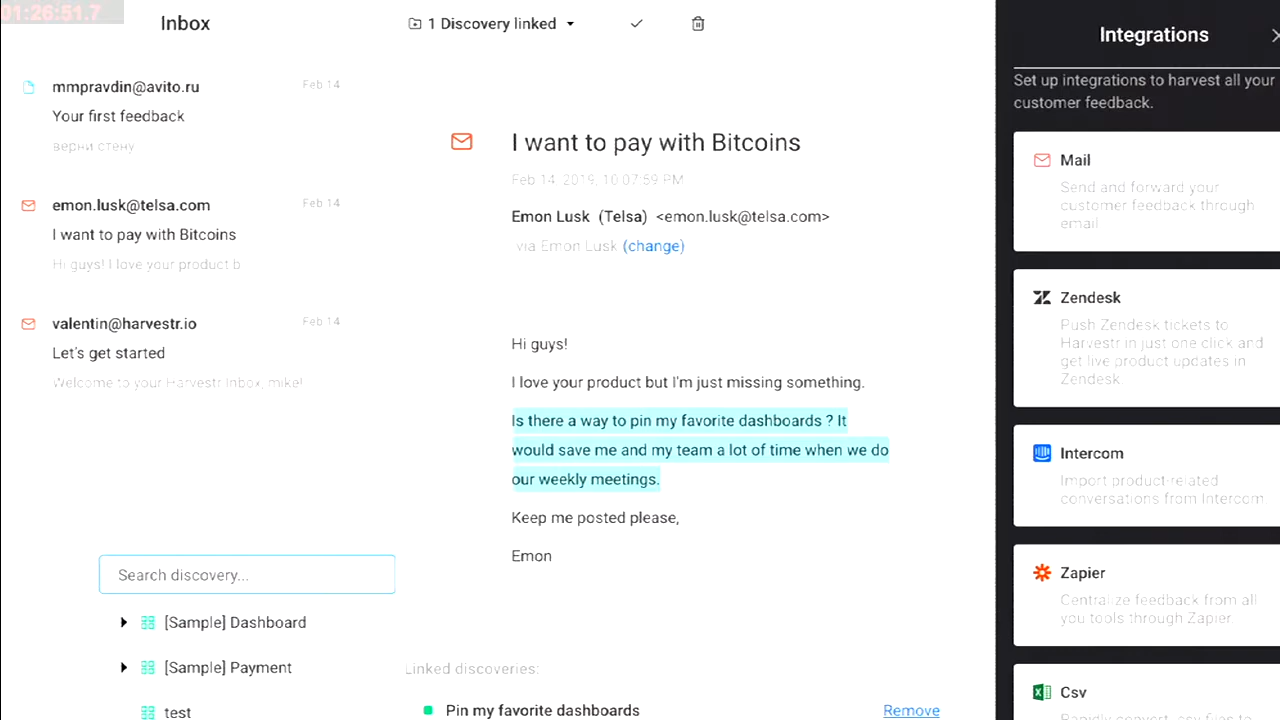 01:26:51.7
Inbox
1 Discovery linked
mmpravdin@avito.ru
Feb 14
Your first feedback
верни стену
emon.lusk@telsa.com
Feb 14
I want to pay with Bitcoins
Hi guys! I love your product b
valentin@harvestr.io
Feb 14
Let's get started
Welcome to your Harvestr Inbox, mike!
Search discovery...
[Sample] Dashboard
[Sample] Payment
test
I want to pay with Bitcoins
Feb 14, 2019, 10:07:59 PM
Emon Lusk (Telsa) <emon.lusk@telsa.com>
via Emon Lusk (change)
Hi guys!
I love your product but I'm just missing something.
Is there a way to pin my favorite dashboards ? It
would save me and my team a lot of time when we do
our weekly meetings.
Keep me posted please,
Emon
Linked discoveries:
Pin my favorite dashboards
Remove
Integrations
Set up integrations to harvest all your
customer feedback.
Mail
Send and forward your
customer feedback through
email
Zendesk
Push Zendesk tickets to
Harvestr in just one click and
get live product updates in
Zendesk.
Intercom
Import product-related
conversations from Intercom
Zapier
Centralize feedback from all
you tools through Zapier.
Csv
Rapidly convert .csv files to